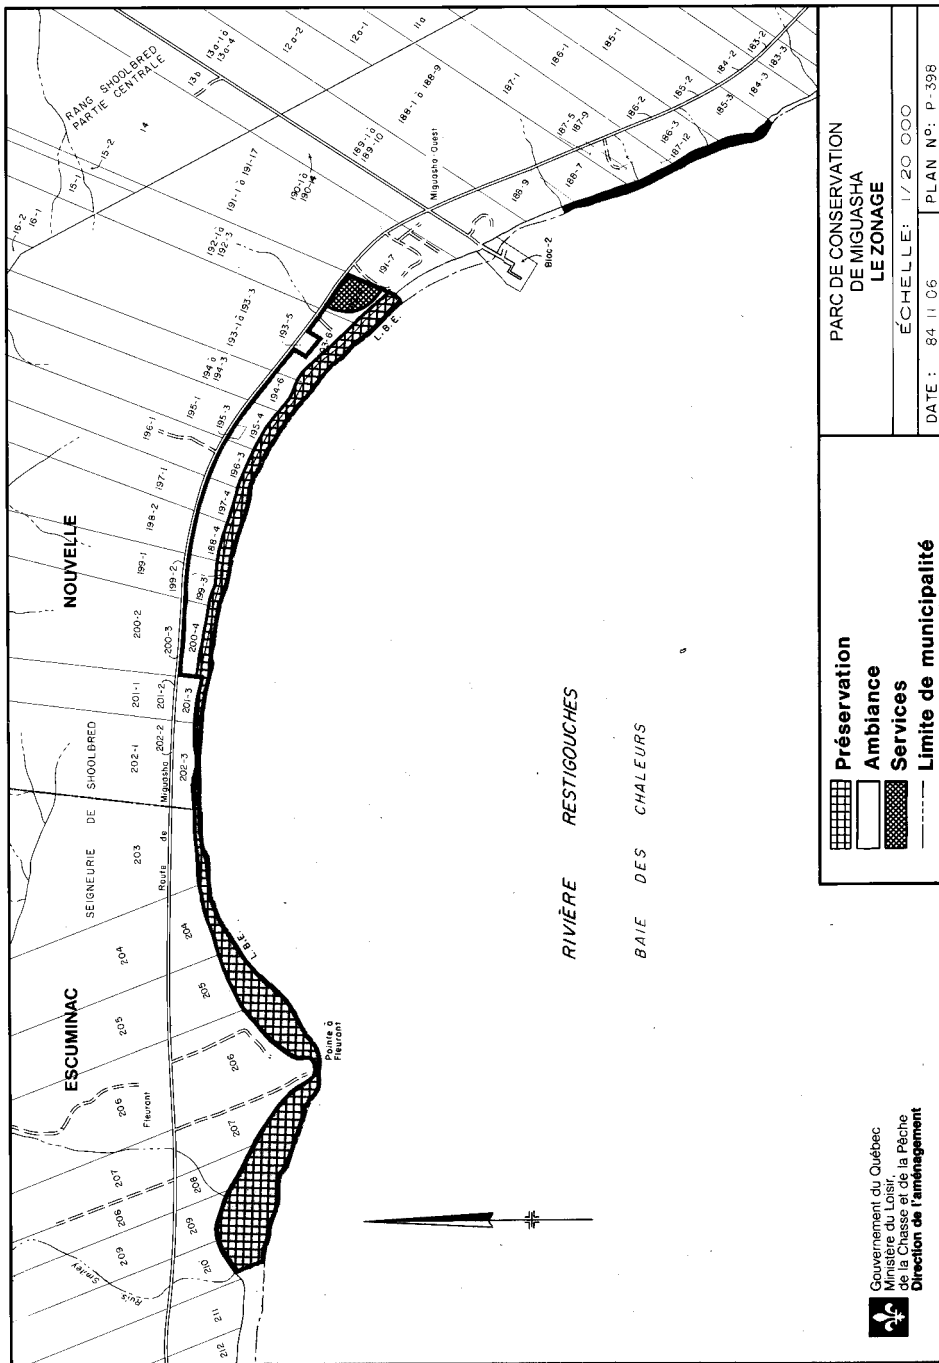 RANG SHOOLBRED
PARTIE CENTRALE
NOUVELLE
ESCUMINAC
SEIGNEURIE DE SHOOLBRED
Route de Miguasha
Miguasha-Ouest
Fleurant
Ruis. Smiley
Pointe à
Fleurant
L.B.E.
L.B.E.
Bloc-2
16-2
16-1
15-1
15-2
14
13b
13a-1 à
13a-4
12a-2
12a-1
11a
183-2
183-3
184-2
184-3
185-1
185-2
185-3
186-1
186-2
186-3
187-1
187-5
187-9
187-12
188-1 à 188-9
188-7
188-9
189-1 à
189-10
190-1 à
190-14
191-1 à 191-17
191-7
192-1 à
192-3
193-1 à 193-3
193-5
194 à
194-3
194-6
195-1
195-3
195-4
196-1
196-3
197-1
197-4
198-2
188-4
199-1
199-2
199-3
200-2
200-3
200-4
201-1
201-2
201-3
202-1
202-2
202-3
203
204
204
205
205
206
206
207
207
208
208
209
209
210
211
212
RIVIÈRE RESTIGOUCHES
BAIE DES CHALEURS
Préservation
Ambiance
Services
Limite de municipalité
PARC DE CONSERVATION
DE MIGUASHA
LE ZONAGE
ÉCHELLE: 1/20 000
DATE : 84 11 06
PLAN Nº: P-398
Gouvernement du Québec
Ministère du Loisir,
de la Chasse et de la Pêche
Direction de l'aménagement